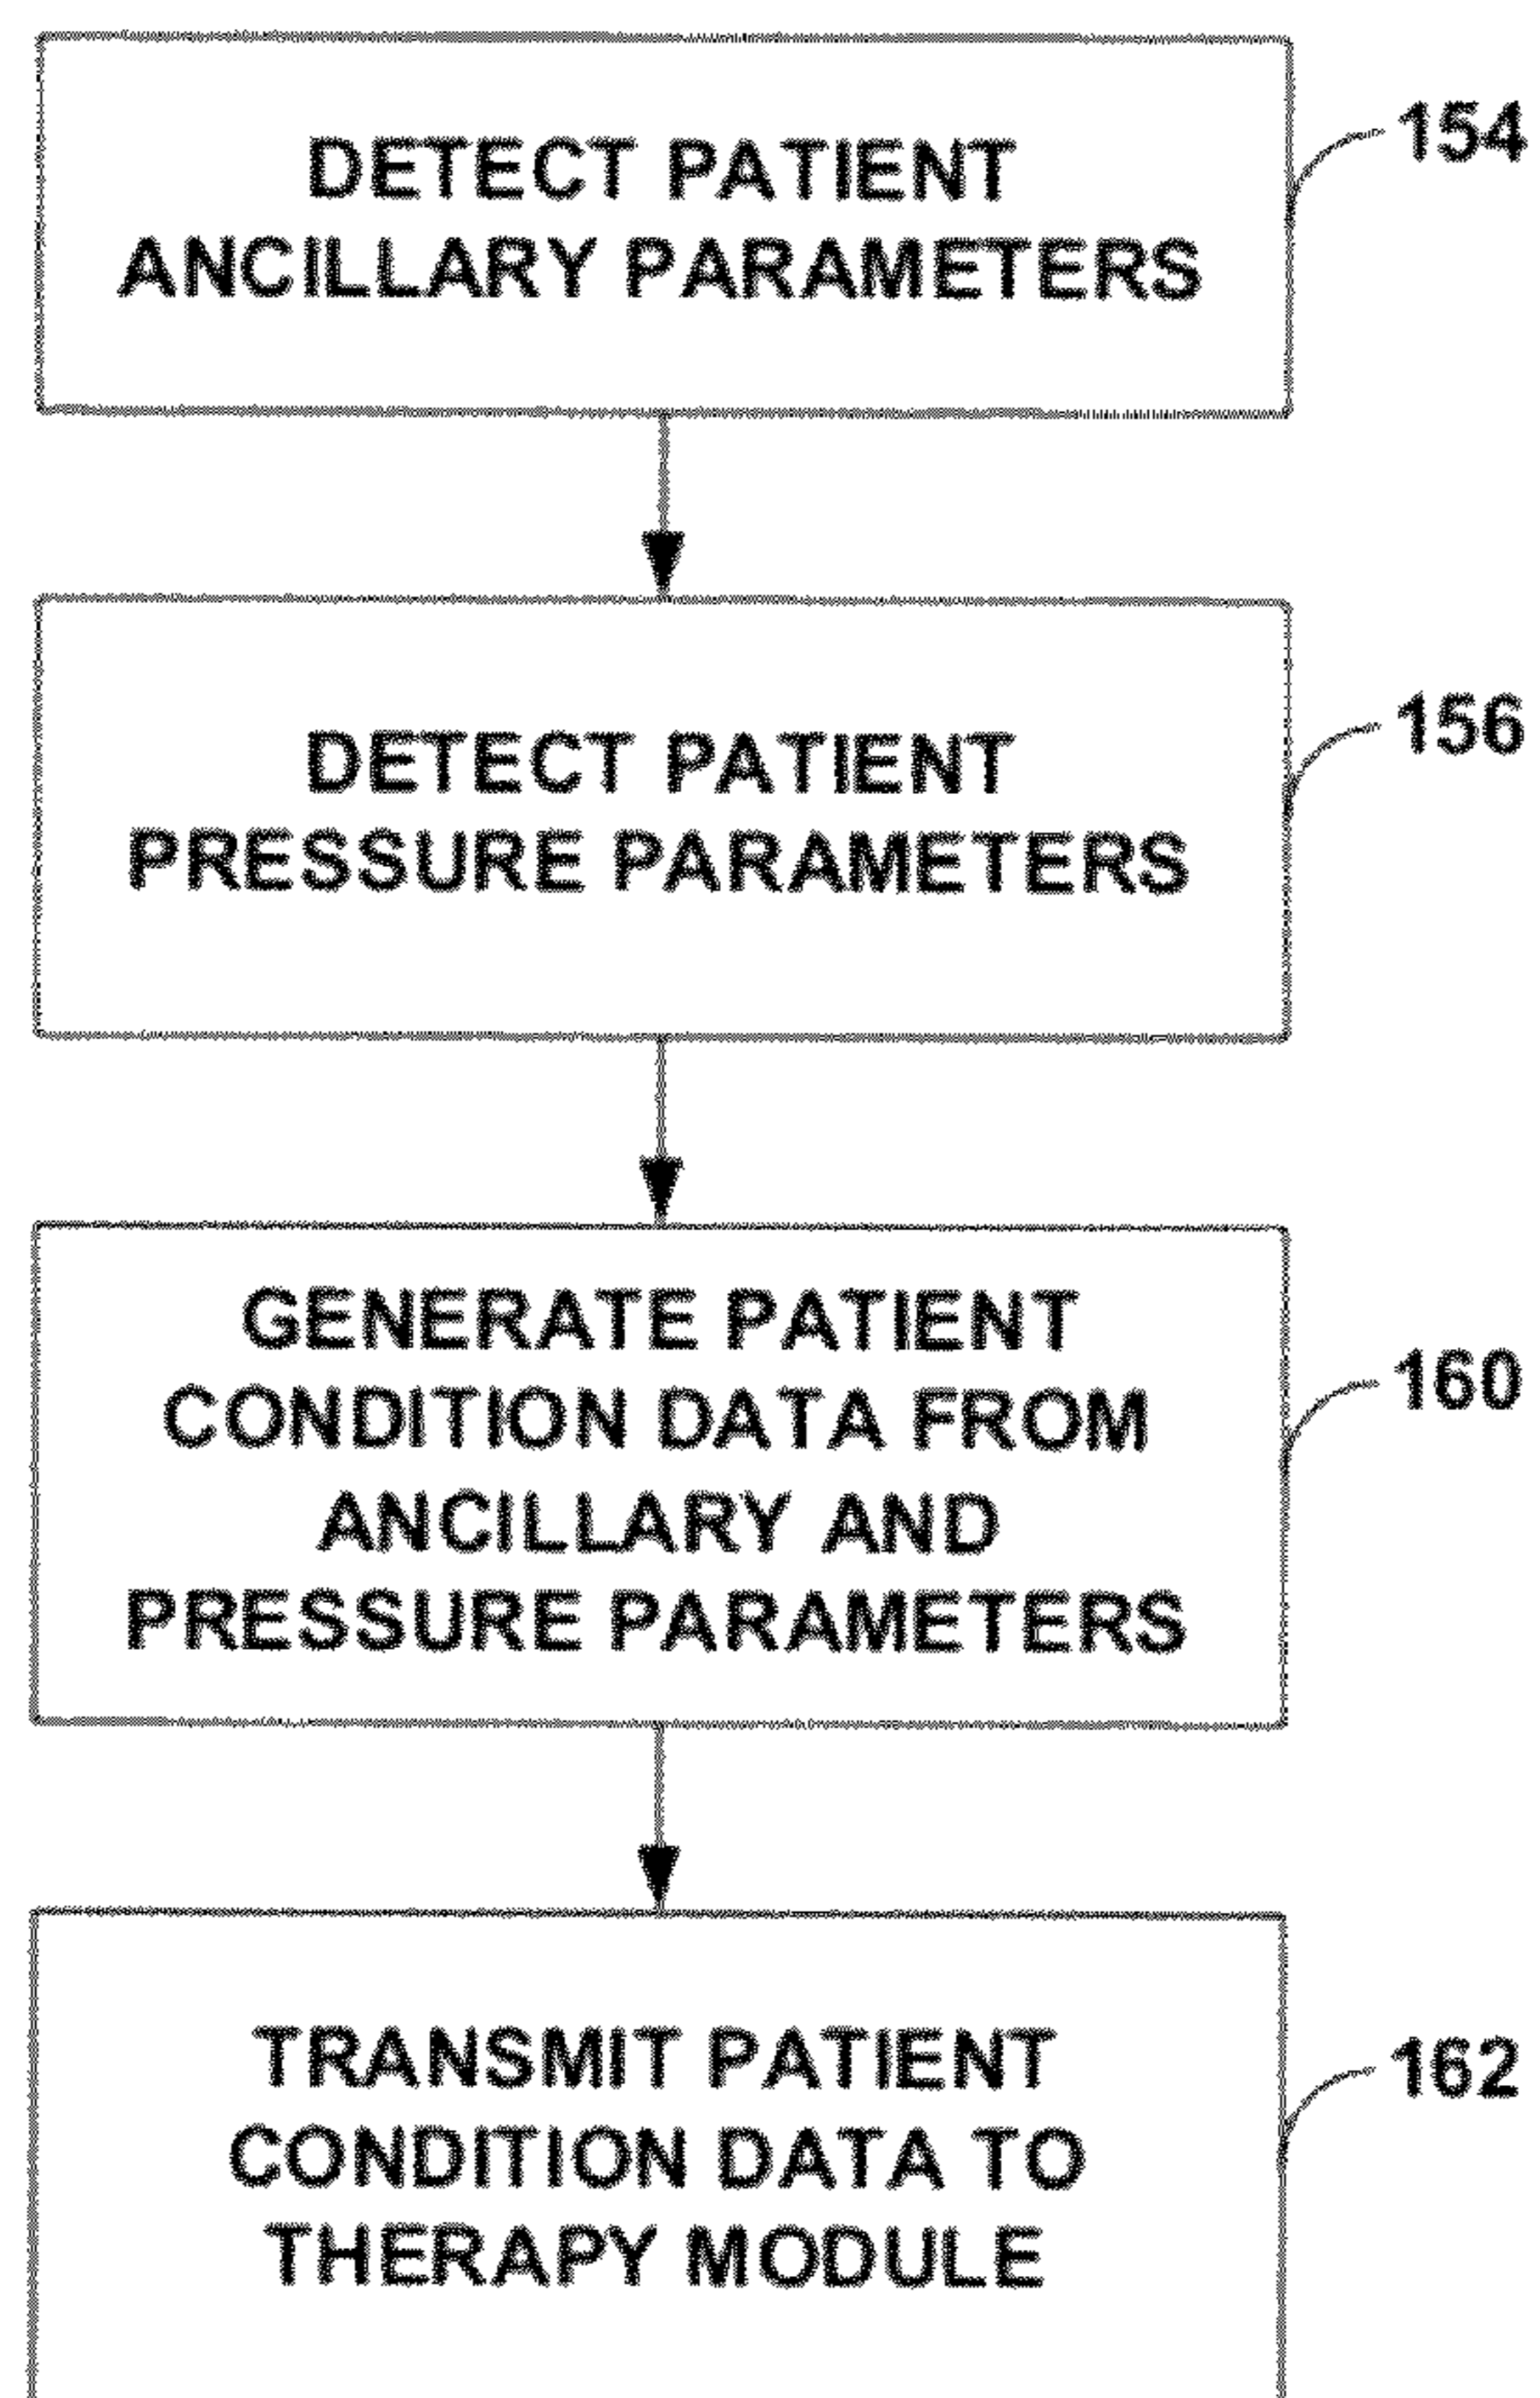 DETECT PATIENT
ANCILLARY PARAMETERS
154
DETECT PATIENT
PRESSURE PARAMETERS
156
GENERATE PATIENT
CONDITION DATA FROM
ANCILLARY AND
PRESSURE PARAMETERS
160
TRANSMIT PATIENT
CONDITION DATA TO
THERAPY MODULE
162